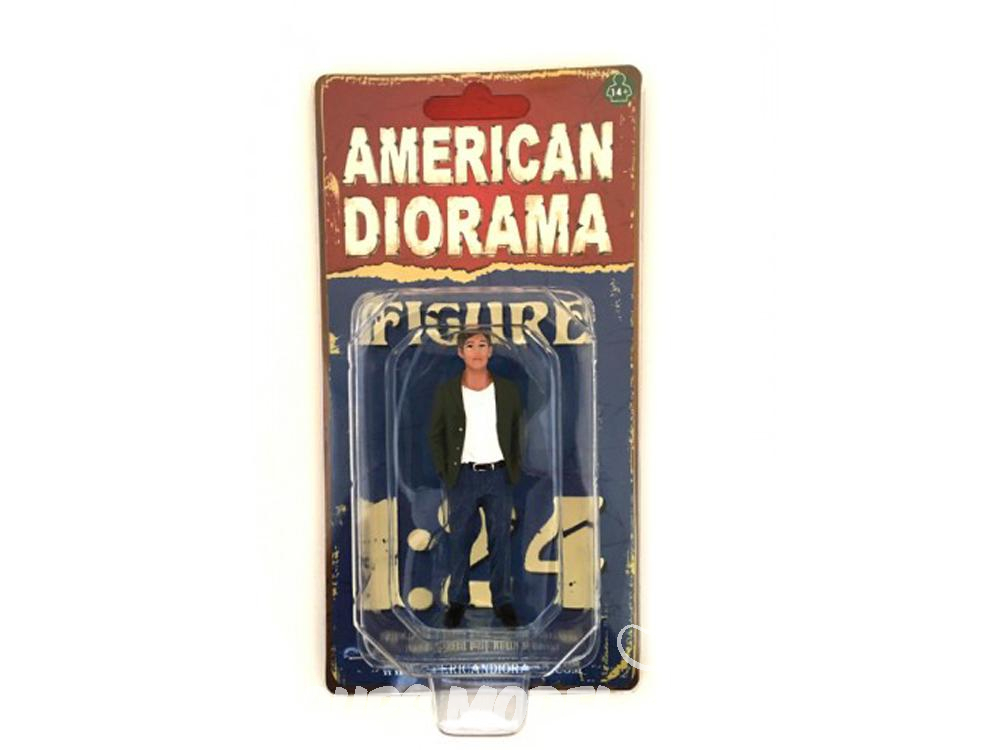 14+
AMERICAN
DIORAMA
FIGURE
1:24